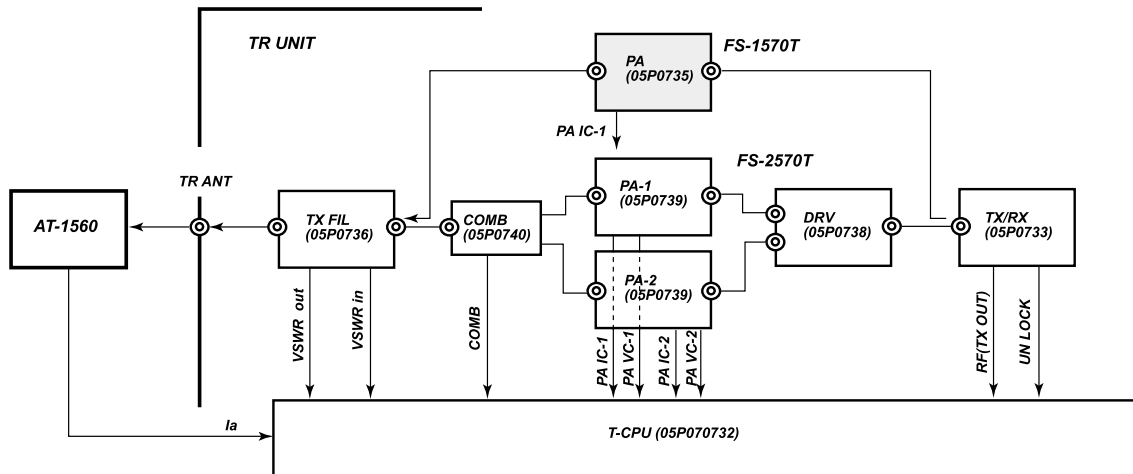 TR UNIT
FS-1570T
PA
(05P0735)
PA IC-1
FS-2570T
TR ANT
AT-1560
TX FIL
(05P0736)
COMB
(05P0740)
PA-1
(05P0739)
DRV
(05P0738)
TX/RX
(05P0733)
PA-2
(05P0739)
VSWR out
VSWR in
COMB
PA IC-1
PA VC-1
PA IC-2
PA VC-2
RF(TX OUT)
UN LOCK
Ia
T-CPU (05P070732)